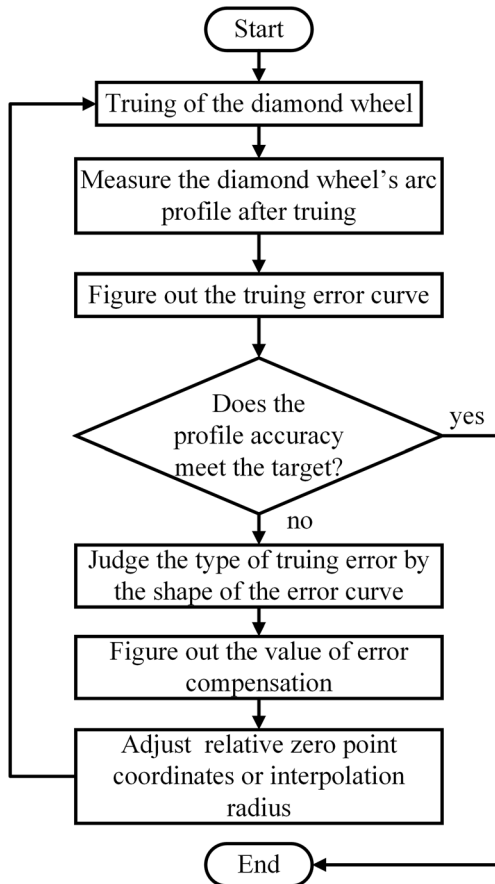 Start
Truing of the diamond wheel
Measure the diamond wheel’s arc
profile after truing
Figure out the truing error curve
Does the
profile accuracy
meet the target?
yes
no
Judge the type of truing error by
the shape of the error curve
Figure out the value of error
compensation
Adjust relative zero point
coordinates or interpolation
radius
End